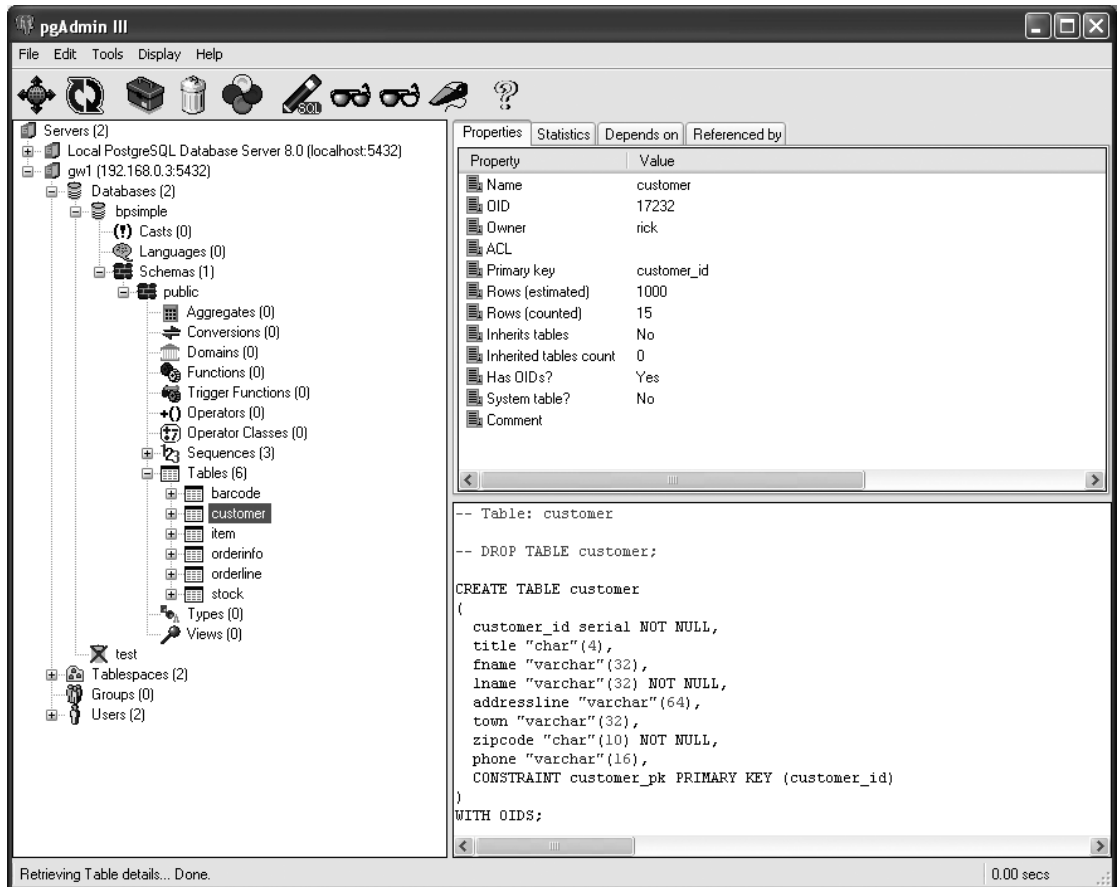 pgAdmin III
File Edit Tools Display Help
SQL
Servers (2)
Local PostgreSQL Database Server 8.0 (localhost:5432)
gw1 (192.168.0.3:5432)
Databases (2)
bpsimple
Casts (0)
Languages (0)
Schemas (1)
public
Aggregates (0)
Conversions (0)
Domains (0)
Functions (0)
Trigger Functions (0)
Operators (0)
Operator Classes (0)
Sequences (3)
Tables (6)
barcode
customer
item
orderinfo
orderline
stock
Types (0)
Views (0)
test
Tablespaces (2)
Groups (0)
Users (2)
Properties Statistics Depends on Referenced by
Property Value
Name customer
OID 17232
Owner rick
ACL
Primary key customer_id
Rows (estimated) 1000
Rows (counted) 15
Inherits tables No
Inherited tables count 0
Has OIDs? Yes
System table? No
Comment
-- Table: customer
-- DROP TABLE customer;
CREATE TABLE customer
(
customer_id serial NOT NULL,
title "char"(4),
fname "varchar"(32),
lname "varchar"(32) NOT NULL,
addressline "varchar"(64),
town "varchar"(32),
zipcode "char"(10) NOT NULL,
phone "varchar"(16),
CONSTRAINT customer_pk PRIMARY KEY (customer_id)
)
WITH OIDS;
Retrieving Table details... Done. 0.00 secs